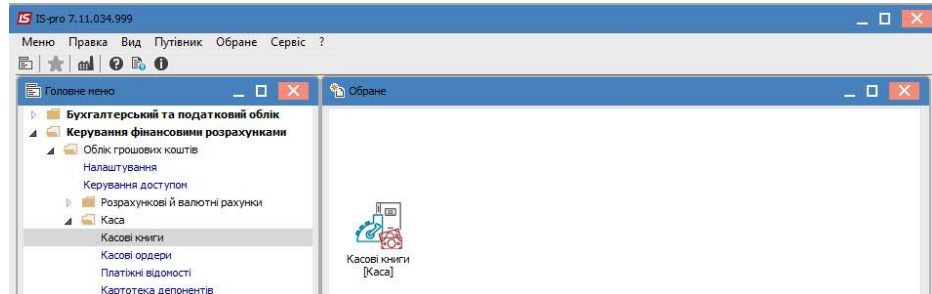 IS-pro 7.11.034.999
Меню Правка Вид Путівник Обране Сервіс ?
Головне меню
Бухгалтерський та податковий облік
Керування фінансовими розрахунками
Облік грошових коштів
Налаштування
Керування доступом
Розрахункові й валютні рахунки
Каса
Касові книги
Касові ордери
Платіжні відомості
Картотека депонентів
Обране
Касові книги
[Каса]